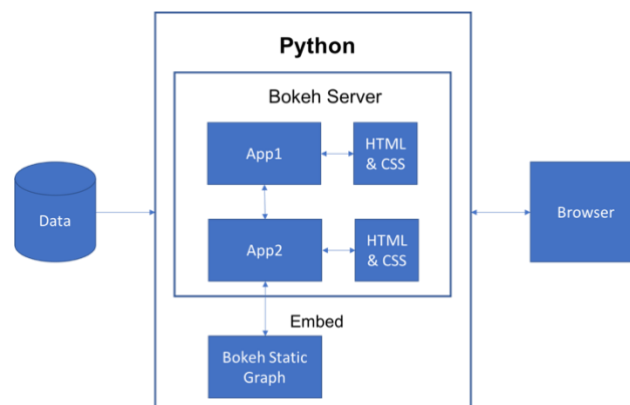 Python
Bokeh Server
App1
HTML
& CSS
Data
App2
HTML
& CSS
Browser
Embed
Bokeh Static
Graph